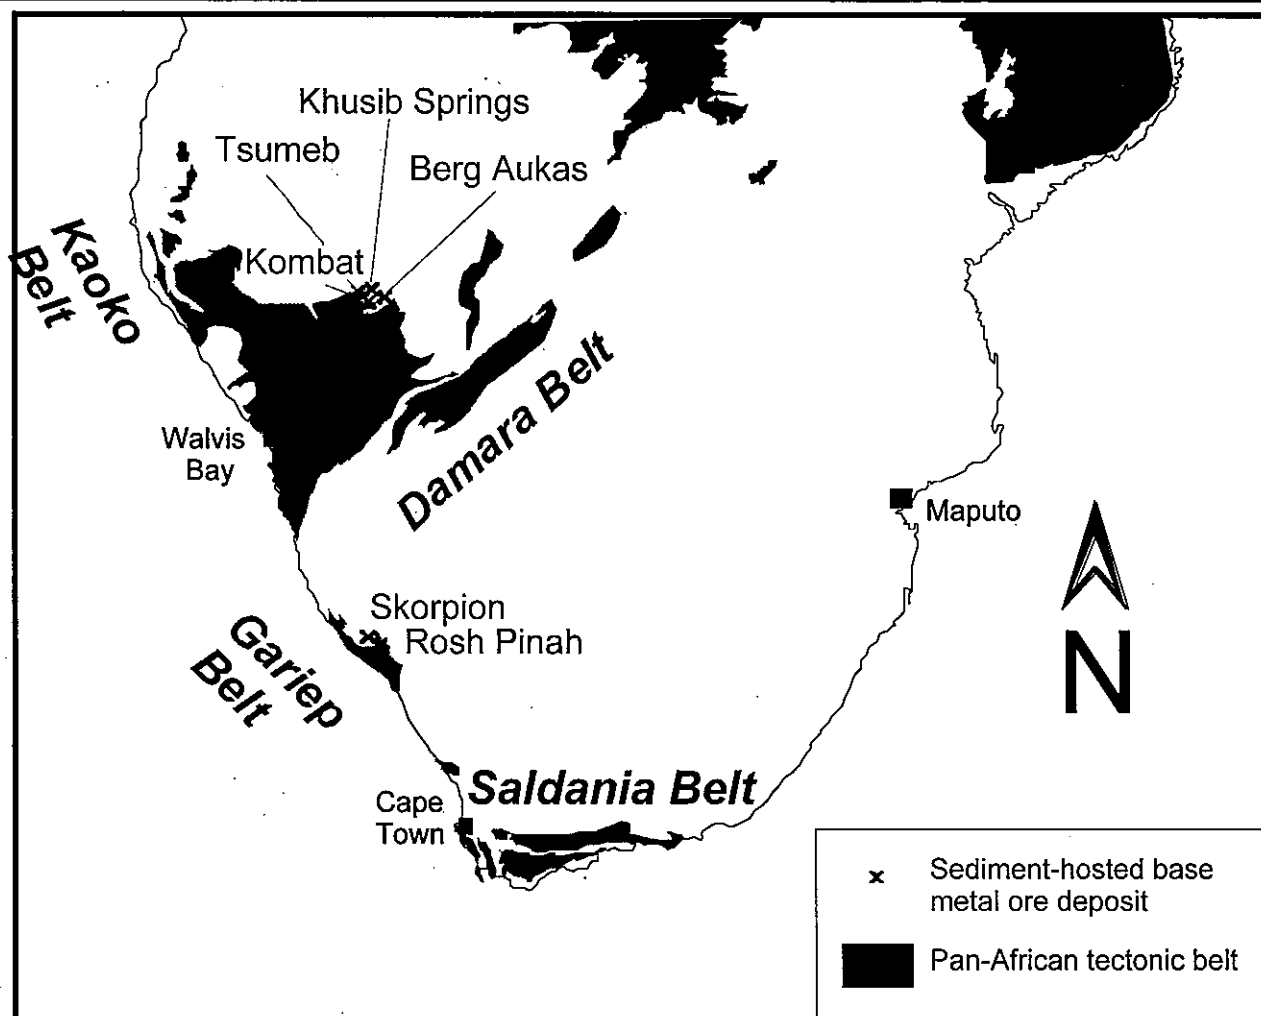 Khusib Springs
Tsumeb
Berg Aukas
Kaoko
Belt
Kombat
Damara Belt
Walvis
Bay
Maputo
Skorpion
Rosh Pinah
Gariep
Belt
N
Saldania Belt
Cape
Town
Sediment-hosted base
metal ore deposit
Pan-African tectonic belt